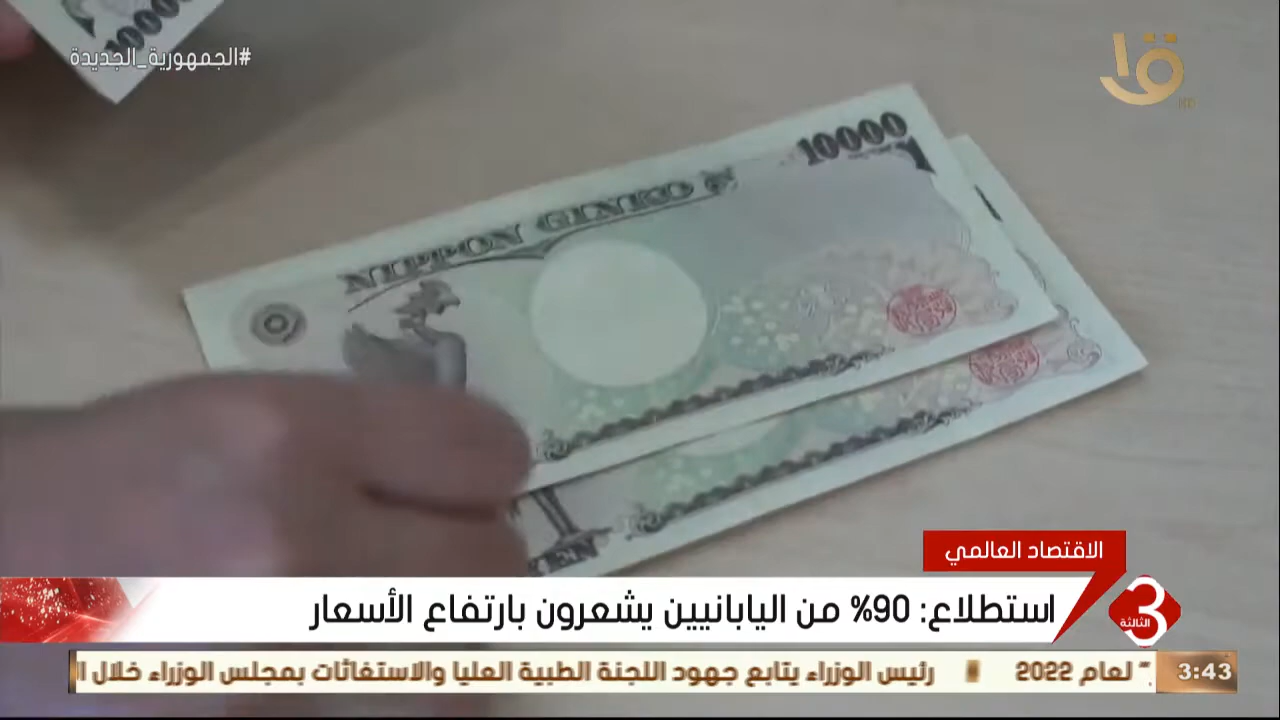 #الجمهورية_الجديدة
10000
10000
NIPPON GINKO
الاقتصاد العالمي
استطلاع: 90% من اليابانيين يشعرون بارتفاع الأسعار
3
الثالثة
لعام 2022
رئيس الوزراء يتابع جهود اللجنة الطبية العليا والاستغاثات بمجلس الوزراء خلال
3:43